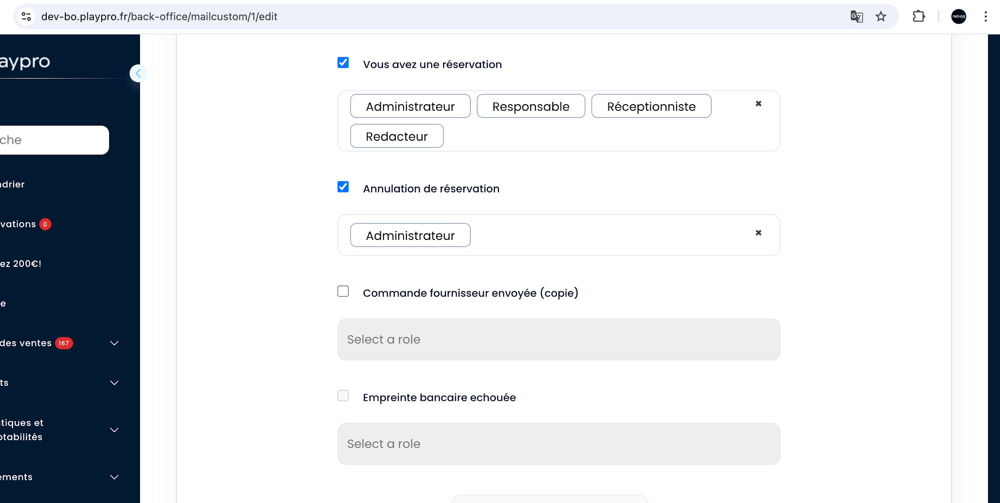 dev-bo.playpro.fr/back-office/mailcustom/1/edit
nehos
aypro
che
ndrier
vations 0
ez 200€!
e
des ventes 167
ts
tiques et
tabilités
ements
Vous avez une réservation
Administrateur Responsable Réceptionniste
Redacteur
Annulation de réservation
Administrateur
Commande fournisseur envoyée (copie)
Select a role
Empreinte bancaire echouée
Select a role